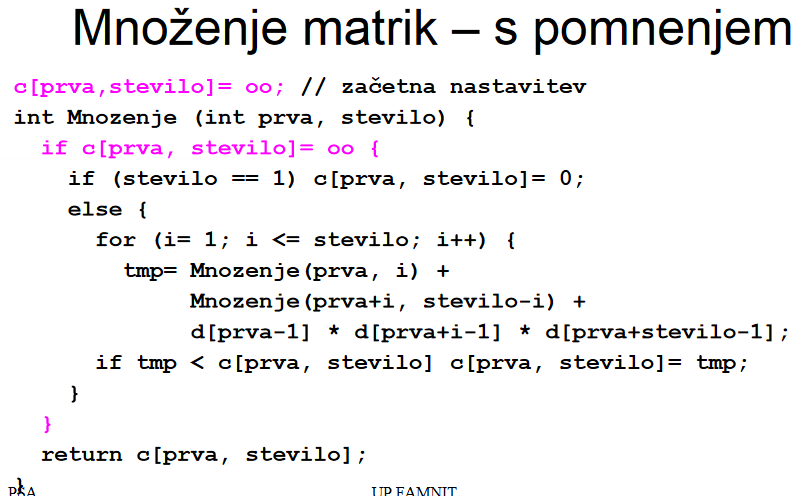 Množenje matrik – s pomnenjem
c[prva,stevilo]= oo; // začetna nastavitev
int Mnozenje (int prva, stevilo) {
if c[prva, stevilo]= oo {
if (stevilo == 1) c[prva, stevilo]= 0;
else {
for (i= 1; i <= stevilo; i++) {
tmp= Mnozenje(prva, i) +
Mnozenje(prva+i, stevilo-i) +
d[prva-1] * d[prva+i-1] * d[prva+stevilo-1];
if tmp < c[prva, stevilo] c[prva, stevilo]= tmp;
}
}
return c[prva, stevilo];
}
PSA UP FAMNIT